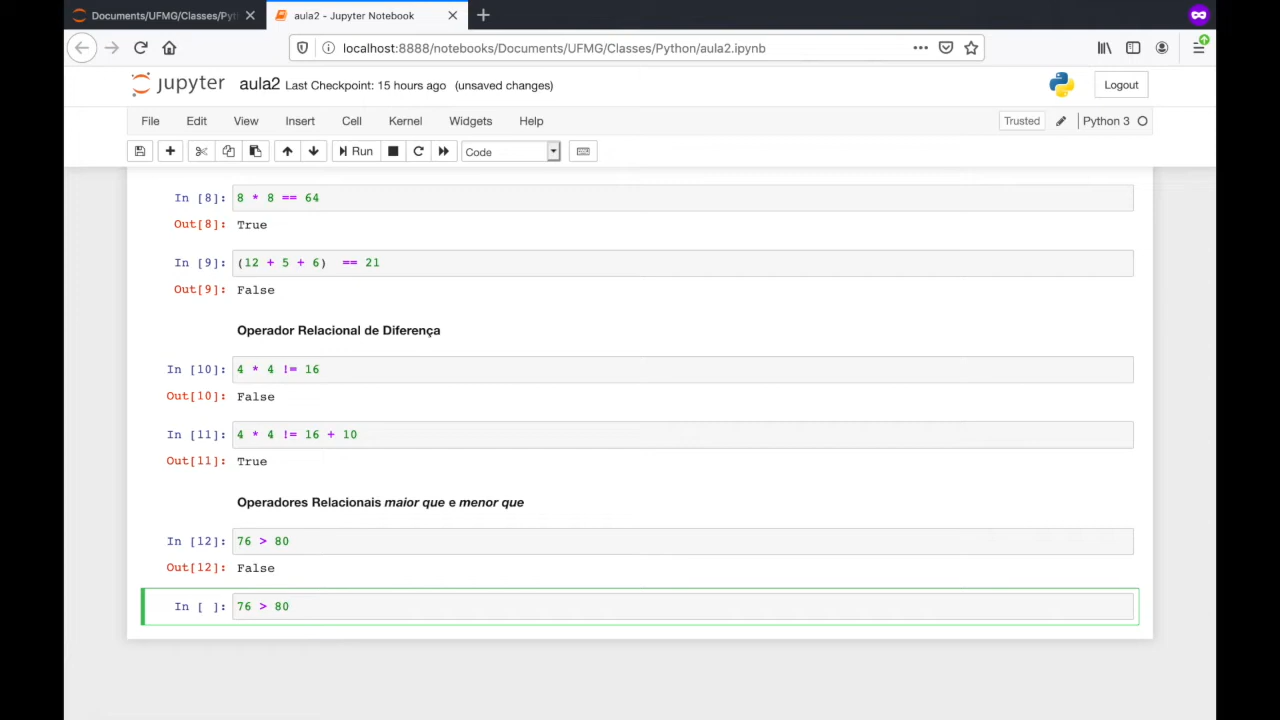 Documents/UFMG/Classes/Pyt
aula2 - Jupyter Notebook
localhost:8888/notebooks/Documents/UFMG/Classes/Python/aula2.ipynb
jupyter aula2 Last Checkpoint: 15 hours ago (unsaved changes)
Logout
File Edit View Insert Cell Kernel Widgets Help
Trusted Python 3
Run Code
In [8]: 8 * 8 == 64
Out[8]: True
In [9]: (12 + 5 + 6)  == 21
Out[9]: False
Operador Relacional de Diferença
In [10]: 4 * 4 != 16
Out[10]: False
In [11]: 4 * 4 != 16 + 10
Out[11]: True
Operadores Relacionais maior que e menor que
In [12]: 76 > 80
Out[12]: False
In [ ]: 76 > 80